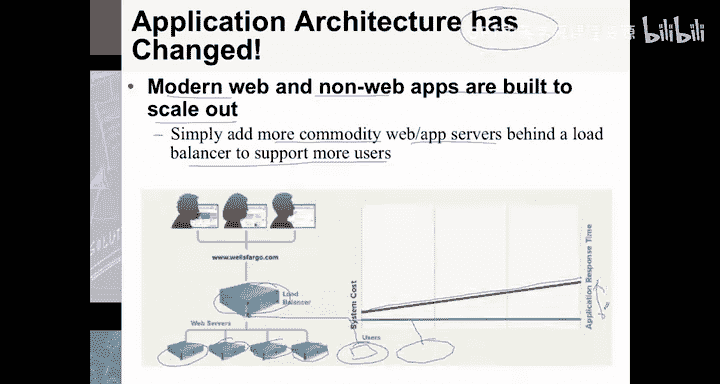 Application Architecture has
bilibili
Changed!
• Modern web and non-web apps are built to
scale out
– Simply add more commodity web/app servers behind a load
balancer to support more users
www.wellsfargo.com
Load
Balancer
Web Servers
System Cost
Users
Application Response Time